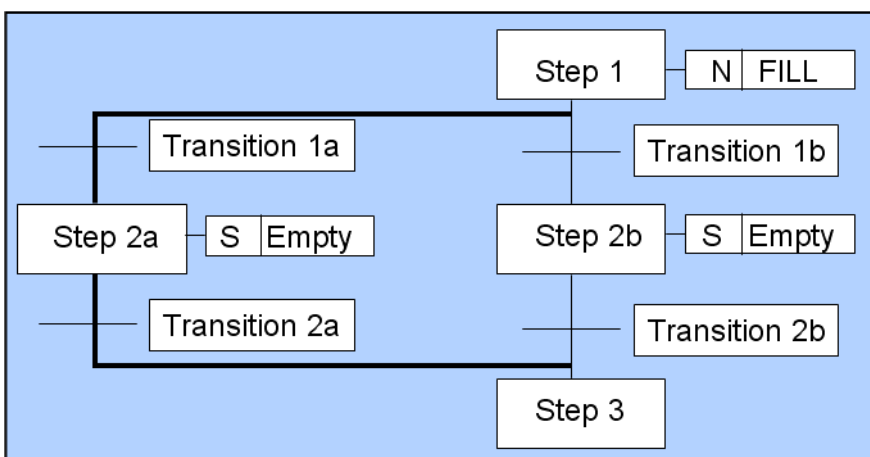 Step 1
N FILL
Transition 1a
Transition 1b
Step 2a
S Empty
Step 2b
S Empty
Transition 2a
Transition 2b
Step 3